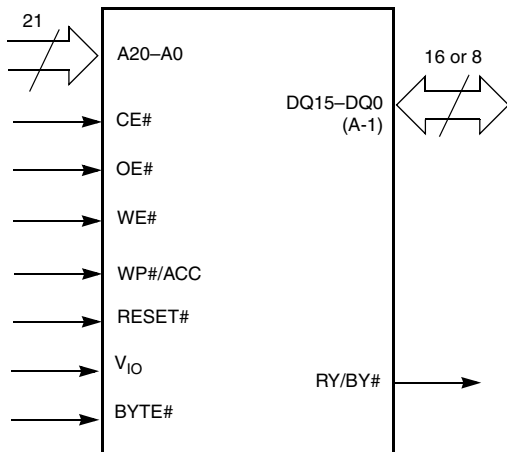 21
A20–A0
16 or 8
DQ15–DQ0
(A-1)
CE#
OE#
WE#
WP#/ACC
RESET#
VIO
RY/BY#
BYTE#